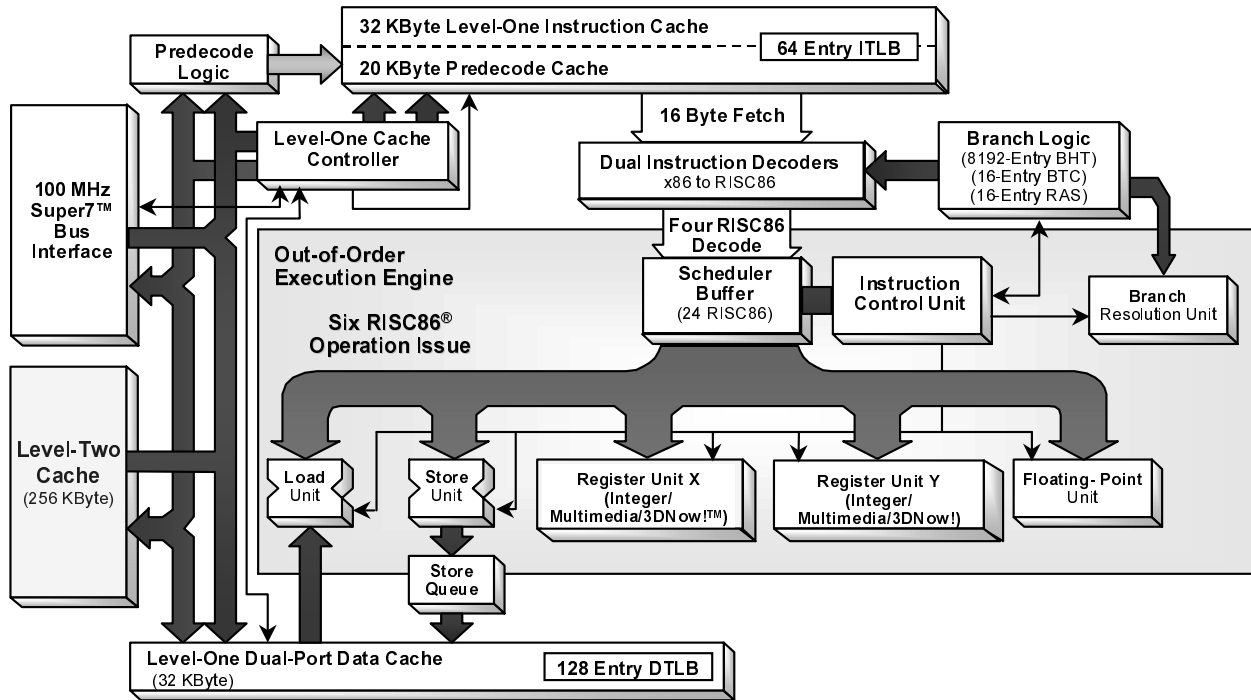 32 KByte Level-One Instruction Cache
64 Entry ITLB
20 KByte Predecode Cache
Predecode
Logic
16 Byte Fetch
Level-One Cache
Controller
Dual Instruction Decoders
x86 to RISC86
Branch Logic
(8192-Entry BHT)
(16-Entry BTC)
(16-Entry RAS)
100 MHz
Super7™
Bus
Interface
Four RISC86
Decode
Out-of-Order
Execution Engine
Scheduler
Buffer
(24 RISC86)
Instruction
Control Unit
Branch
Resolution Unit
Six RISC86®
Operation Issue
Level-Two
Cache
(256 KByte)
Load
Unit
Store
Unit
Register Unit X
(Integer/
Multimedia/3DNow!™)
Register Unit Y
(Integer/
Multimedia/3DNow!)
Floating- Point
Unit
Store
Queue
Level-One Dual-Port Data Cache
(32 KByte)
128 Entry DTLB